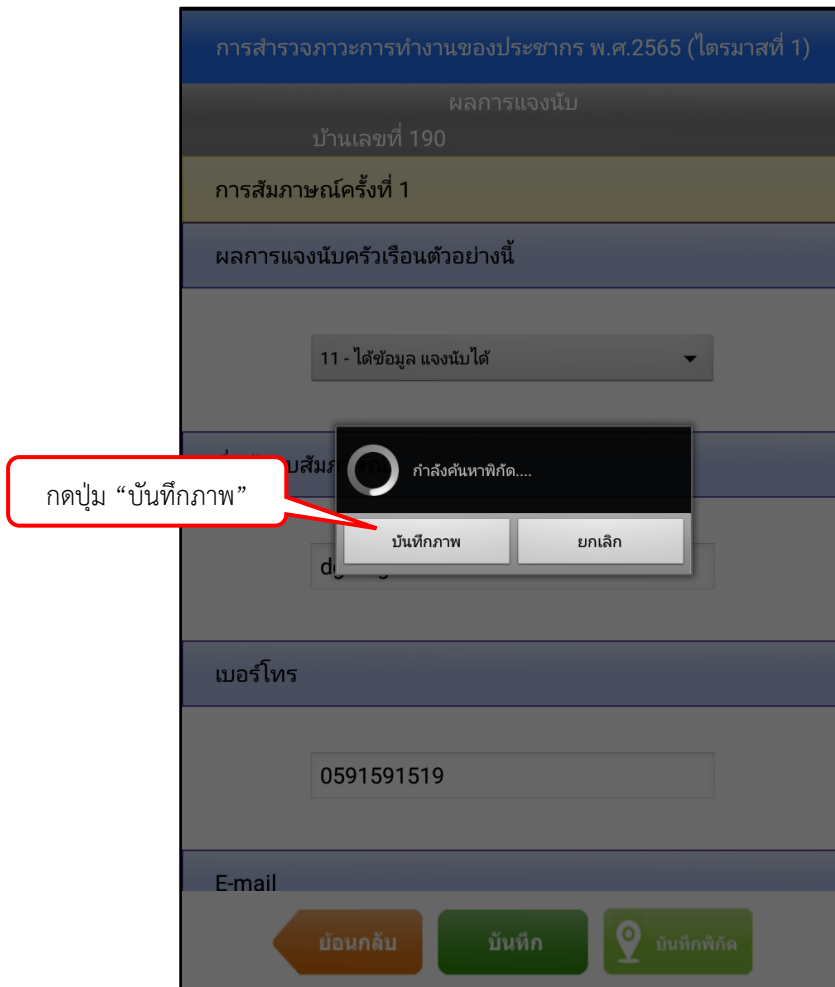 การสำรวจภาวะการทำงานของประชากร พ.ศ.2565 (ไตรมาสที่ 1)
ผลการแจงนับ
บ้านเลขที่ 190
การสัมภาษณ์ครั้งที่ 1
ผลการแจงนับครัวเรือนตัวอย่างนี้
11 - ได้ข้อมูล แจงนับได้
กำลังค้นหาพิกัด....
กดปุ่ม “บันทึกภาพ”
บันทึกภาพ
ยกเลิก
เบอร์โทร
0591591519
E-mail
ย้อนกลับ
บันทึก
บันทึกพิกัด